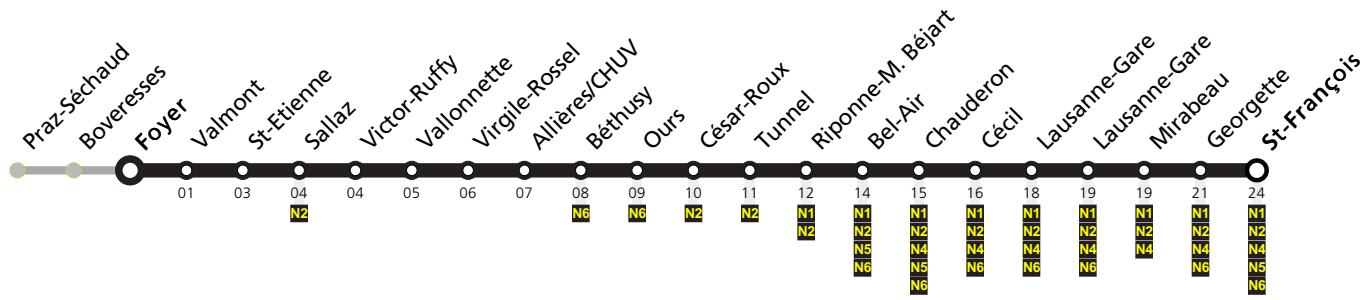 Praz-Séchaud
Boveresses
Foyer
Valmont
St-Etienne
Sallaz
Victor-Ruffy
Vallonnette
Virgile-Rossel
Allières/CHUV
Béthusy
Ours
César-Roux
Tunnel
Riponne-M. Béjart
Bel-Air
Chauderon
Cécil
Lausanne-Gare
Lausanne-Gare
Mirabeau
Georgette
St-François
01 03 04 04 05 06 07 08 09 10 11 12 14 15 16 18 19 19 21 24
N2 N6 N6 N2 N2 N1 N1 N1 N1 N1 N1 N1 N1 N1
N2 N2 N2 N2 N2 N2 N2 N2 N2
N5 N4 N4 N4 N4 N4 N4 N4
N6 N5 N6 N6 N6 N6 N5
N6 N6